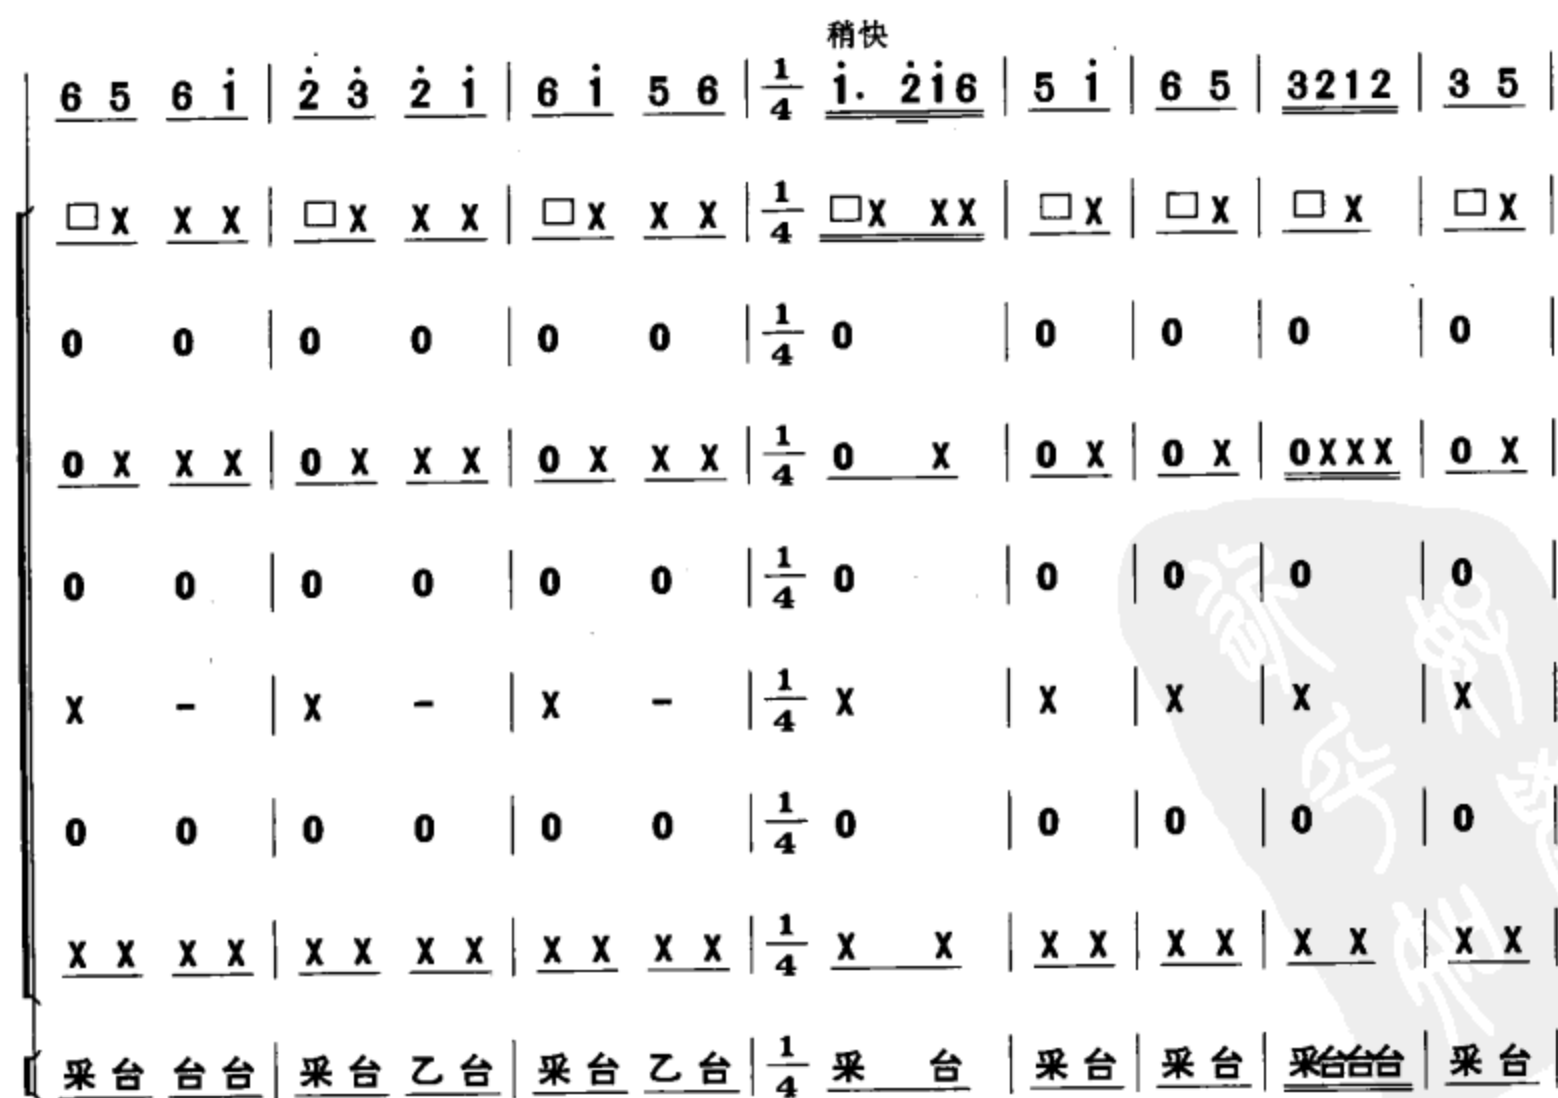 稍快
6 5 6 i̇ | 2̇ 3̇ 2̇ i̇ | 6 i̇ 5 6 | 1/4 i̇. 2̇i̇6 | 5 i̇ | 6 5 | 3212 | 3 5 |
□ X X X | □ X X X | □ X X X | 1/4 □X XX | □ X | □ X | □ X | □ X |
0 0 | 0 0 | 0 0 | 1/4 0 | 0 | 0 | 0 | 0 |
0 X X X | 0 X X X | 0 X X X | 1/4 0 X | 0 X | 0 X | 0XXX | 0 X |
0 0 | 0 0 | 0 0 | 1/4 0 | 0 | 0 | 0 | 0 |
X - | X - | X - | 1/4 X | X | X | X | X |
0 0 | 0 0 | 0 0 | 1/4 0 | 0 | 0 | 0 | 0 |
X X X X | X X X X | X X X X | 1/4 X X | X X | X X | X X | X X |
采 台 台 台 | 采 台 乙 台 | 采 台 乙 台 | 1/4 采 台 | 采 台 | 采 台 | 采台台台 | 采 台 |